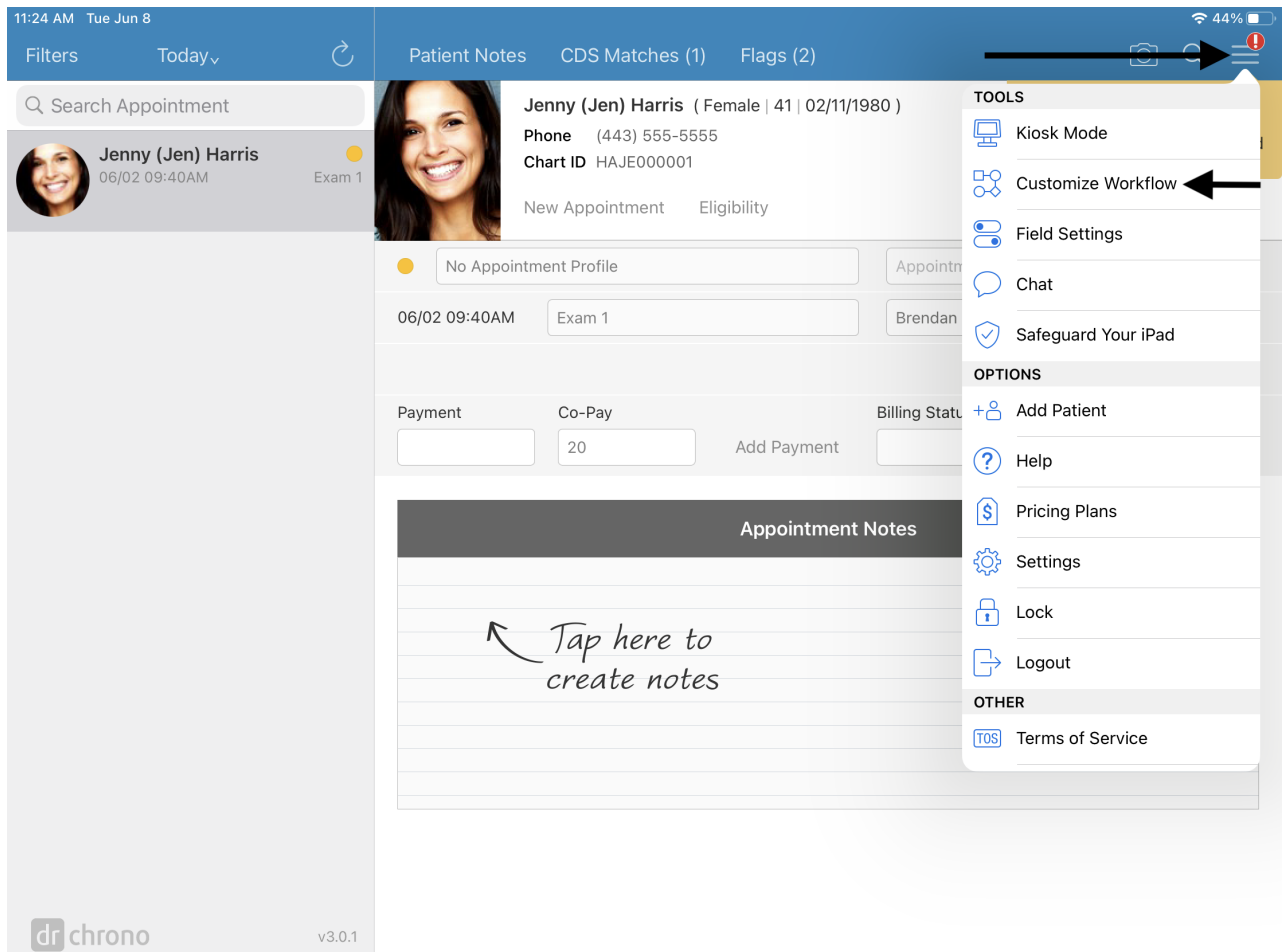 11:24 AM Tue Jun 8
44%
Filters
Today
Patient Notes
CDS Matches (1)
Flags (2)
Search Appointment
Jenny (Jen) Harris
06/02 09:40AM
Exam 1
Jenny (Jen) Harris ( Female | 41 | 02/11/1980 )
Phone (443) 555-5555
Chart ID HAJE000001
New Appointment
Eligibility
No Appointment Profile
06/02 09:40AM
Exam 1
Brendan
Payment
Co-Pay
20
Add Payment
Appointment Notes
Tap here to
create notes
TOOLS
Kiosk Mode
Customize Workflow
Field Settings
Chat
Safeguard Your iPad
OPTIONS
Add Patient
Help
Pricing Plans
Settings
Lock
Logout
OTHER
TOS Terms of Service
dr chrono
v3.0.1